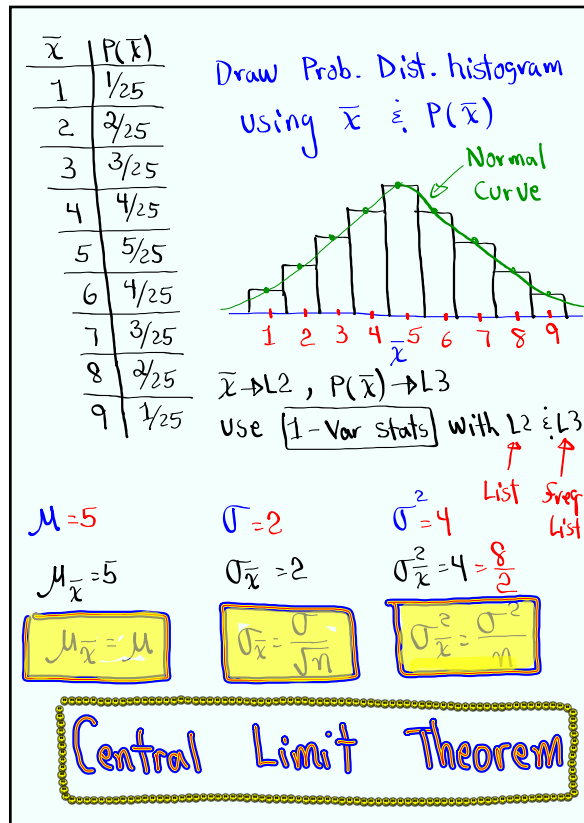 x̄ P(x̄)
1 1/25
2 2/25
3 3/25
4 4/25
5 5/25
6 4/25
7 3/25
8 2/25
9 1/25
Draw Prob. Dist. histogram
using x̄ & P(x̄)
Normal
Curve
1 2 3 4 5 6 7 8 9
x̄
x̄→L2, P(x̄)→L3
use 1-Var stats with L2 & L3
List freq
List
μ=5 σ=2 σ²=4
μx̄=5 σx̄=2 σ²x̄=4=8/2
μx̄=μ σx̄=σ/√n σ²x̄=σ²/n
Central Limit Theorem